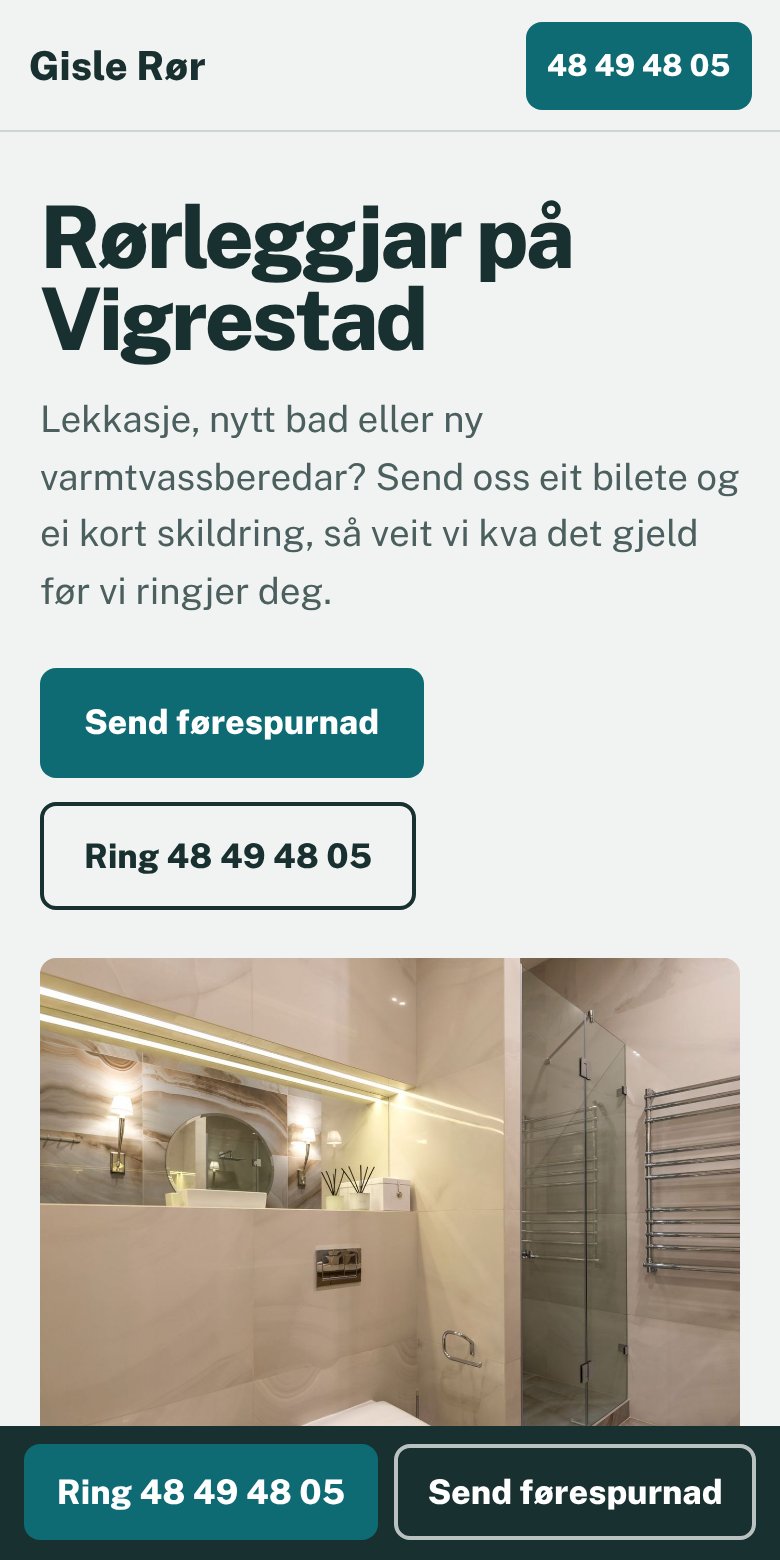 Gisle Rør
48 49 48 05
Rørleggjar på
Vigrestad
Lekkasje, nytt bad eller ny
varmtvassberedar? Send oss eit bilete og
ei kort skildring, så veit vi kva det gjeld
før vi ringjer deg.
Send førespurnad
Ring 48 49 48 05
Ring 48 49 48 05
Send førespurnad